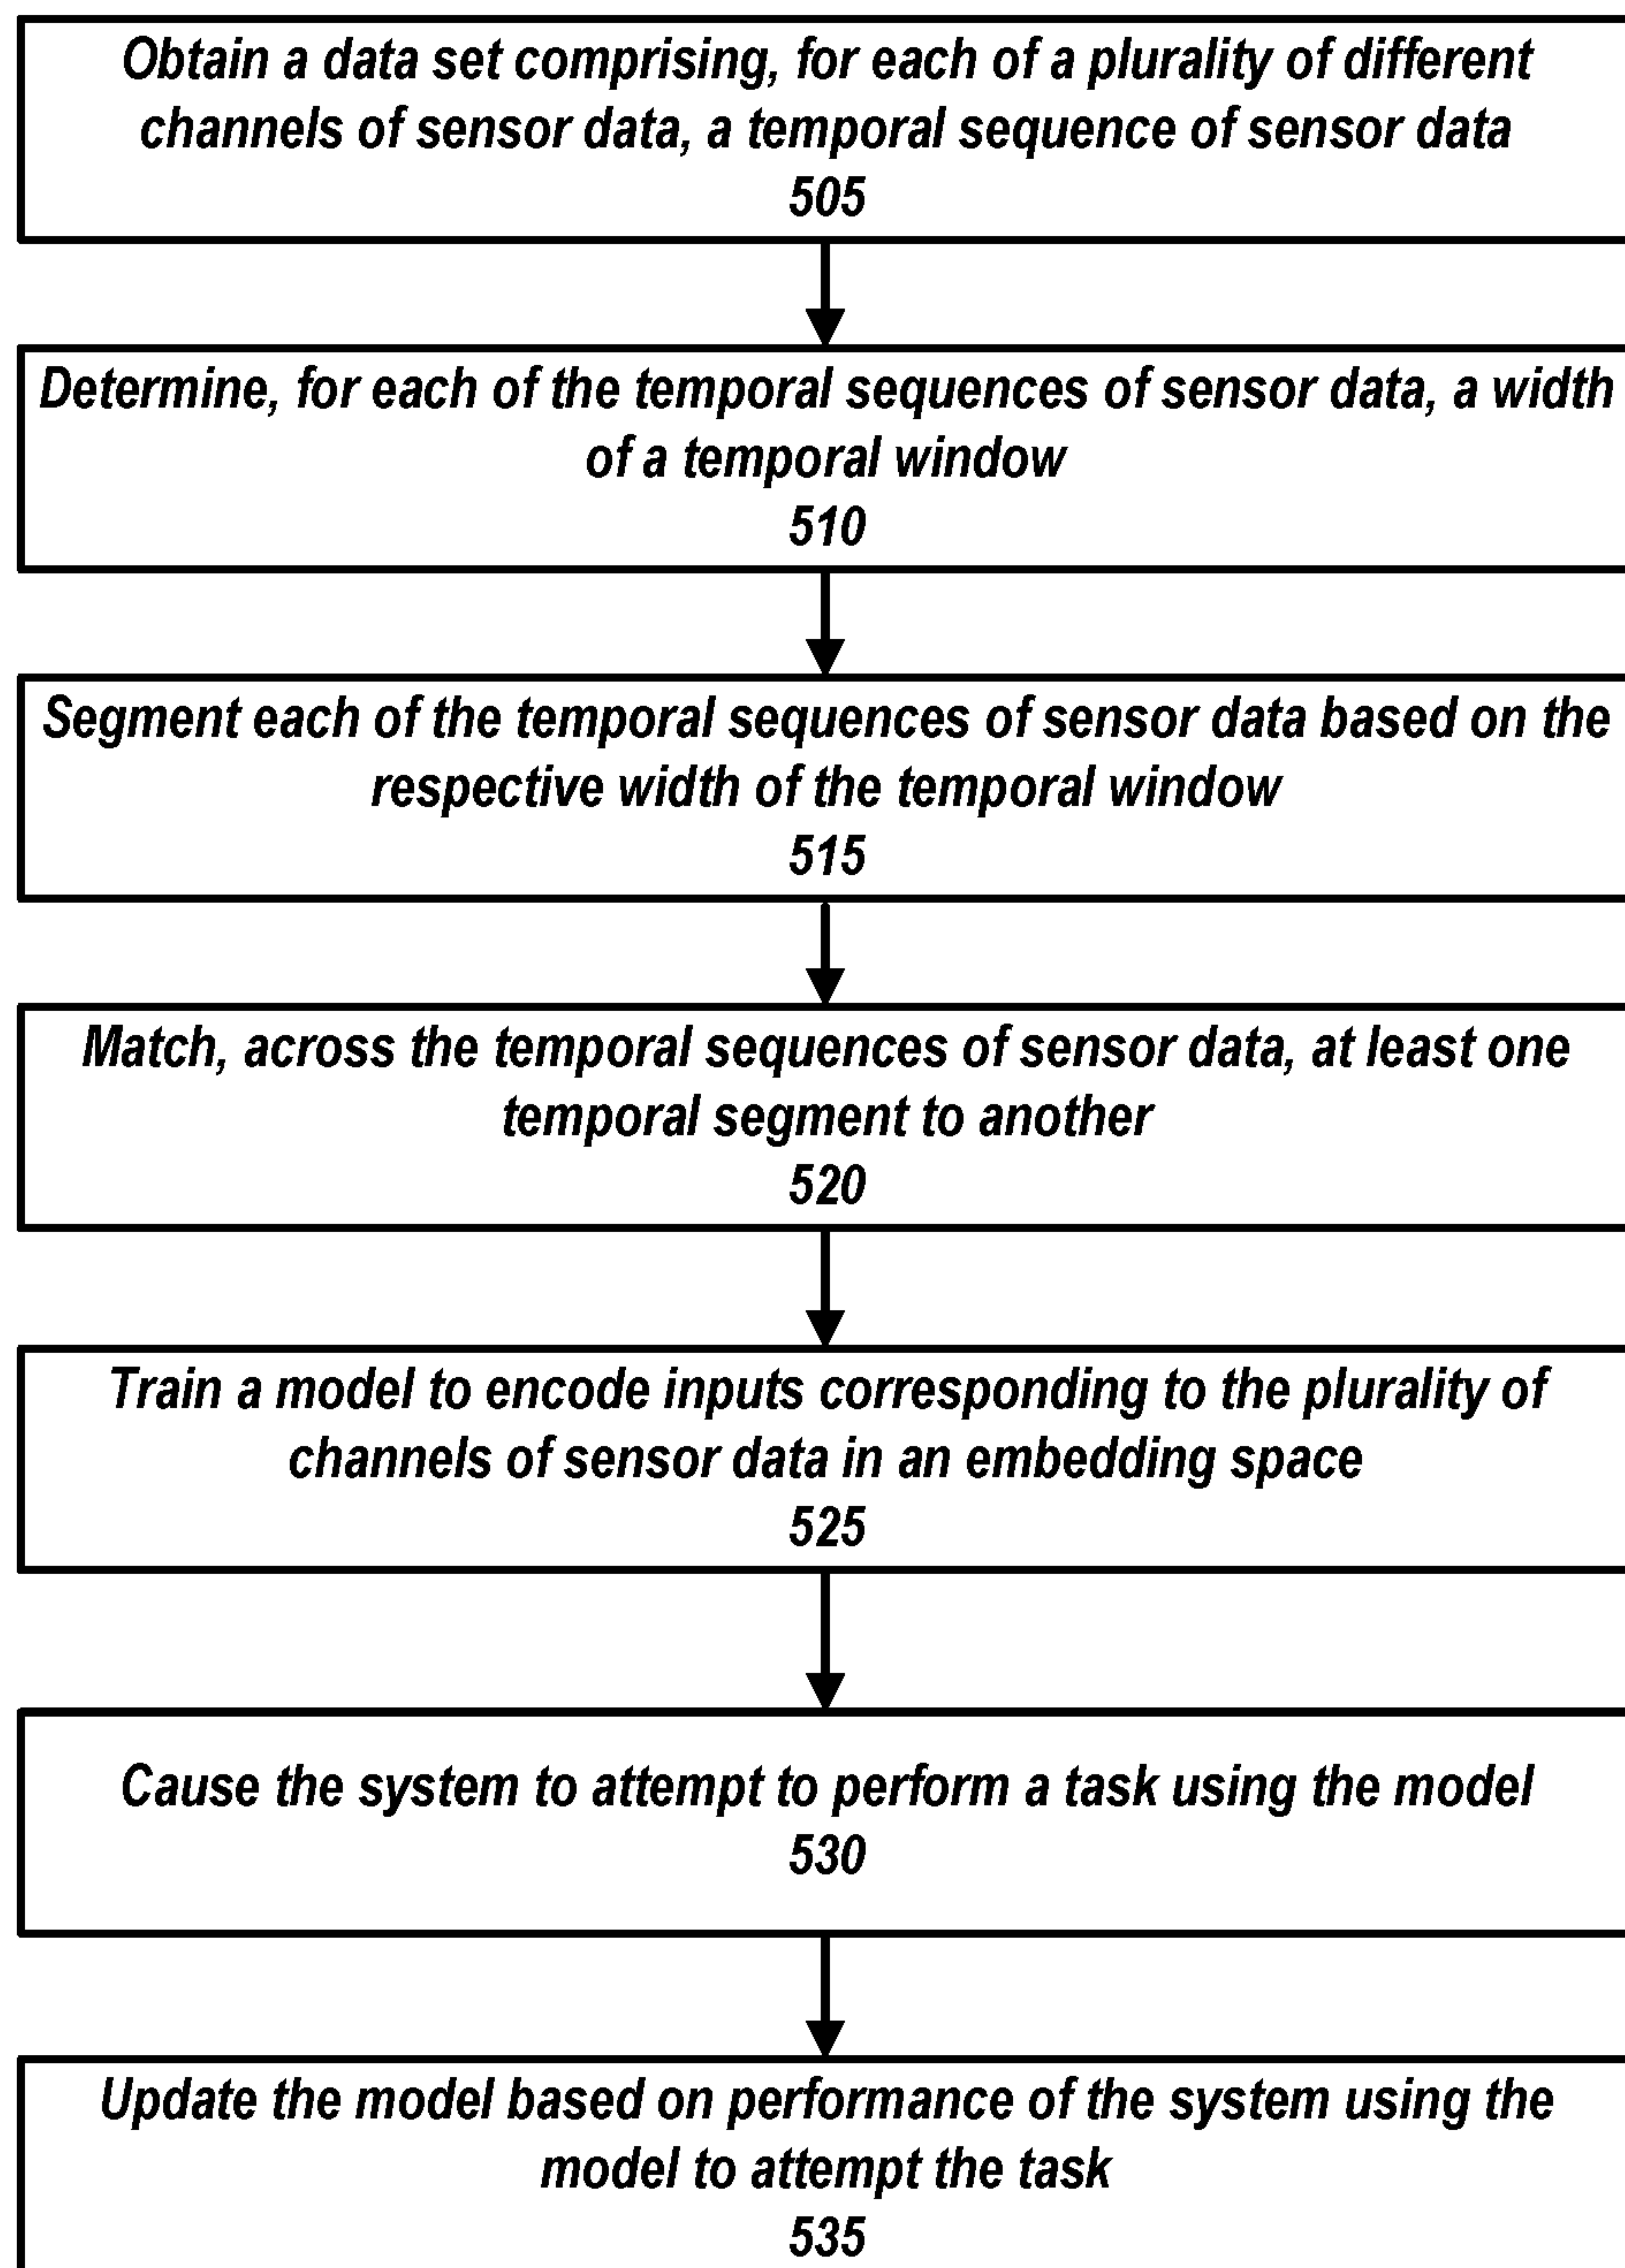 Obtain a data set comprising, for each of a plurality of different
channels of sensor data, a temporal sequence of sensor data
505
Determine, for each of the temporal sequences of sensor data, a width
of a temporal window
510
Segment each of the temporal sequences of sensor data based on the
respective width of the temporal window
515
Match, across the temporal sequences of sensor data, at least one
temporal segment to another
520
Train a model to encode inputs corresponding to the plurality of
channels of sensor data in an embedding space
525
Cause the system to attempt to perform a task using the model
530
Update the model based on performance of the system using the
model to attempt the task
535